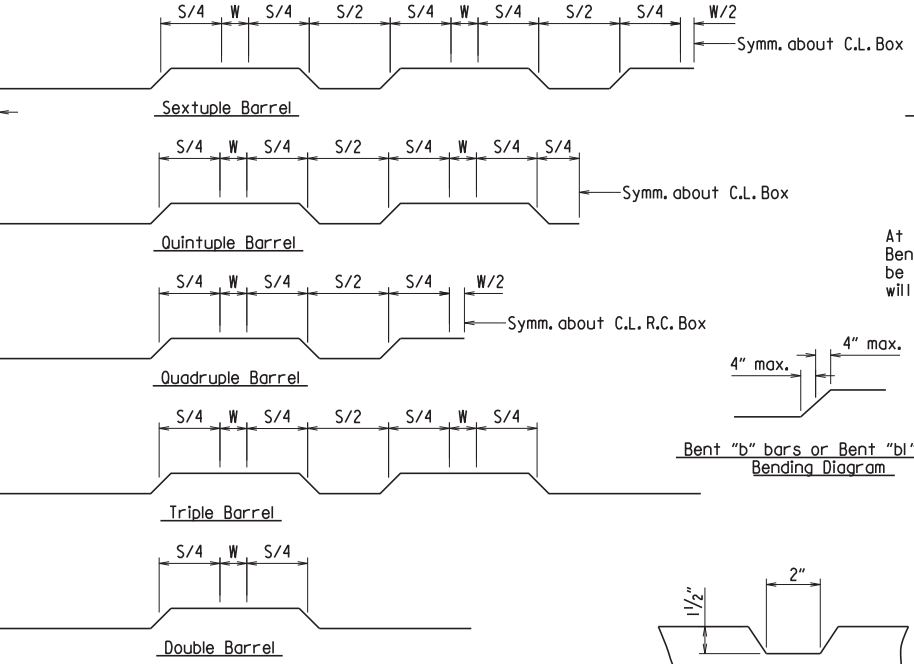 S/4 W S/4 S/2 S/4 W S/4 S/2 S/4 W/2
Symm. about C.L. Box
Sextuple Barrel
S/4 W S/4 S/2 S/4 W S/4 S/4
Symm. about C.L. Box
Quintuple Barrel
At
Ben
be
will
S/4 W S/4 S/2 S/4 W/2
Symm. about C.L. R.C. Box
Quadruple Barrel
4" max.
4" max.
Bent "b" bars or Bent "b1"
Bending Diagram
S/4 W S/4 S/2 S/4 W S/4
Triple Barrel
S/4 W S/4
Double Barrel
2"
1½"